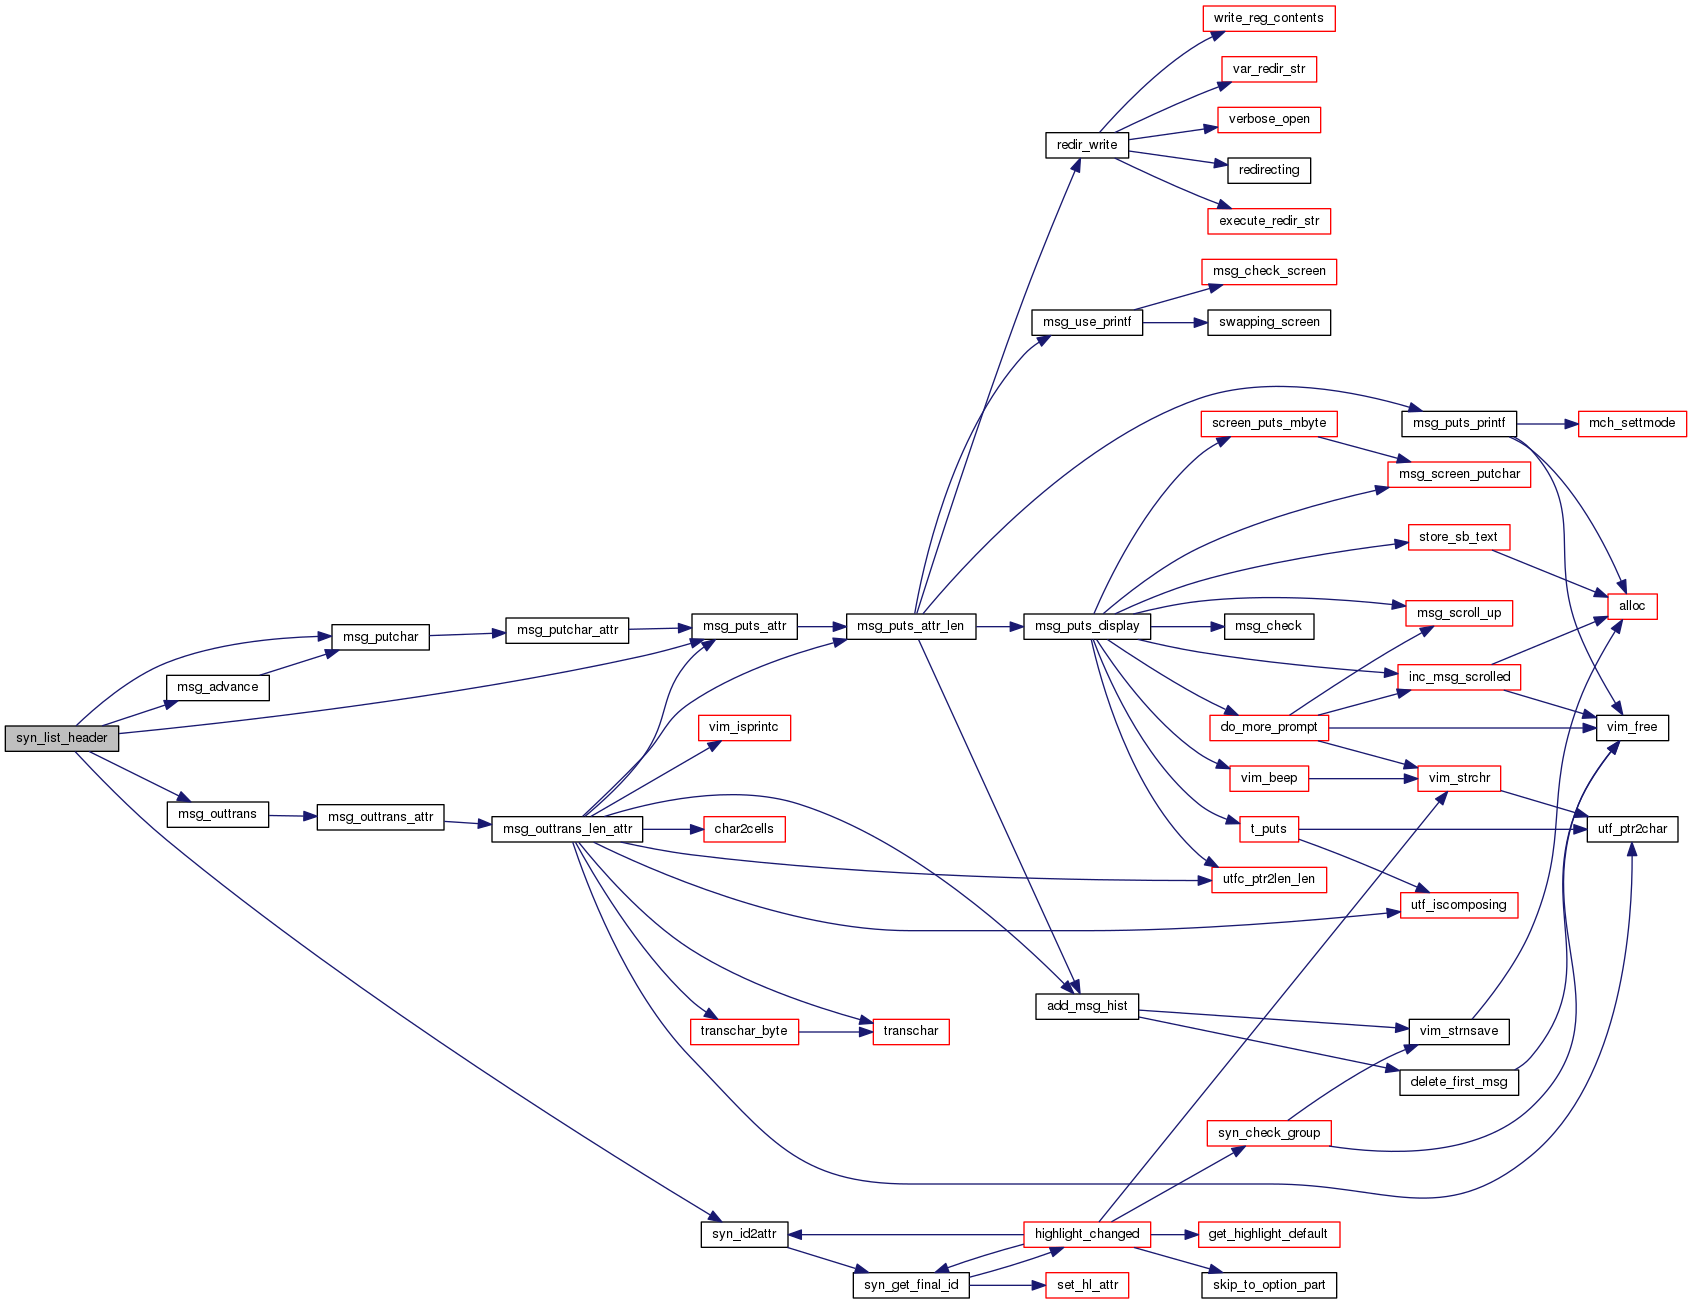 write_reg_contents
var_redir_str
verbose_open
redir_write
redirecting
execute_redir_str
msg_check_screen
msg_use_printf
swapping_screen
screen_puts_mbyte
msg_puts_printf
mch_settmode
msg_screen_putchar
store_sb_text
alloc
msg_scroll_up
msg_putchar
msg_putchar_attr
msg_puts_attr
msg_puts_attr_len
msg_puts_display
msg_check
msg_advance
inc_msg_scrolled
syn_list_header
vim_isprintc
do_more_prompt
vim_free
vim_beep
vim_strchr
msg_outtrans
msg_outtrans_attr
msg_outtrans_len_attr
char2cells
t_puts
utf_ptr2char
utfc_ptr2len_len
utf_iscomposing
add_msg_hist
transchar_byte
transchar
vim_strnsave
delete_first_msg
syn_check_group
syn_id2attr
highlight_changed
get_highlight_default
syn_get_final_id
set_hl_attr
skip_to_option_part